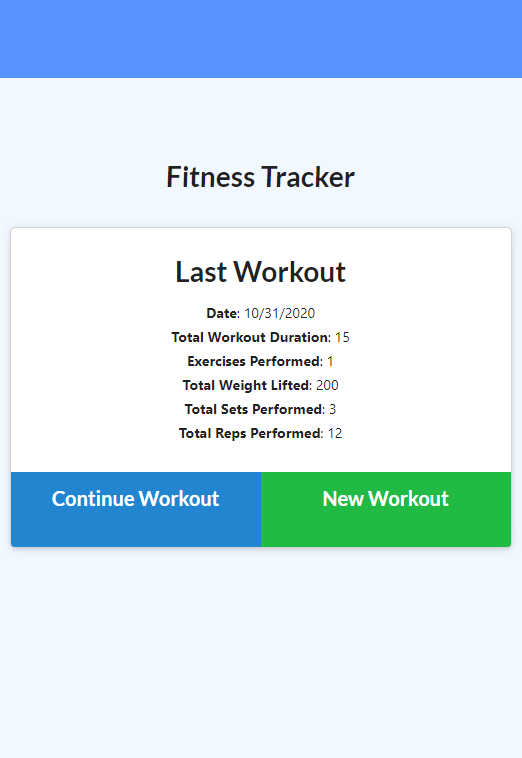 Fitness Tracker
Last Workout
Date: 10/31/2020
Total Workout Duration: 15
Exercises Performed: 1
Total Weight Lifted: 200
Total Sets Performed: 3
Total Reps Performed: 12
Continue Workout
New Workout